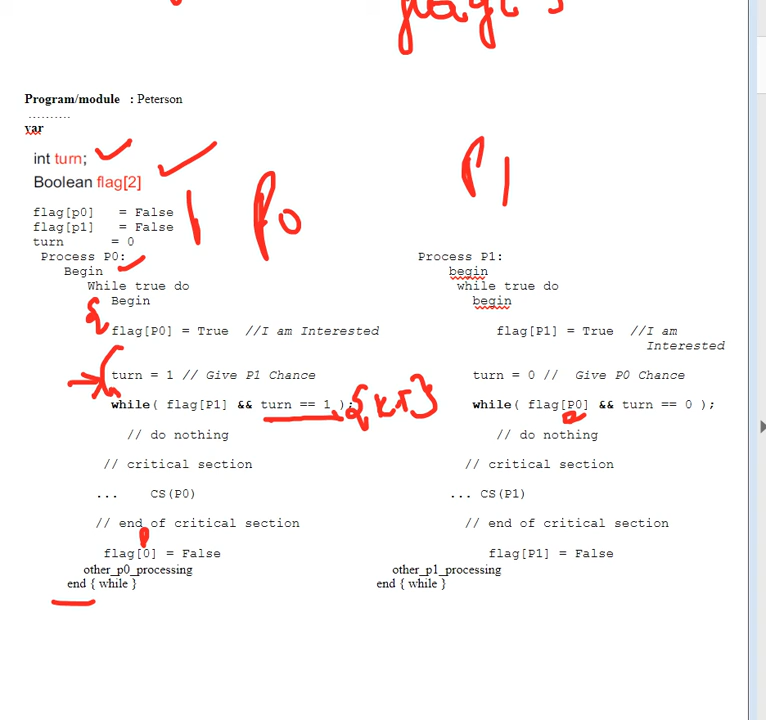 Program/module : Peterson
..........
var
int turn;
Boolean flag[2]
P0
P1
flag[p0] = False
flag[p1] = False
turn = 0
Process P0:
Begin
While true do
Begin
flag[P0] = True //I am Interested
turn = 1 // Give P1 Chance
while( flag[P1] && turn == 1 );
// do nothing
// critical section
... CS(P0)
// end of critical section
flag[0] = False
other_p0_processing
end { while }
Process P1:
begin
while true do
begin
flag[P1] = True //I am
Interested
turn = 0 // Give P0 Chance
while( flag[P0] && turn == 0 );
// do nothing
// critical section
... CS(P1)
// end of critical section
flag[P1] = False
other_p1_processing
end { while }